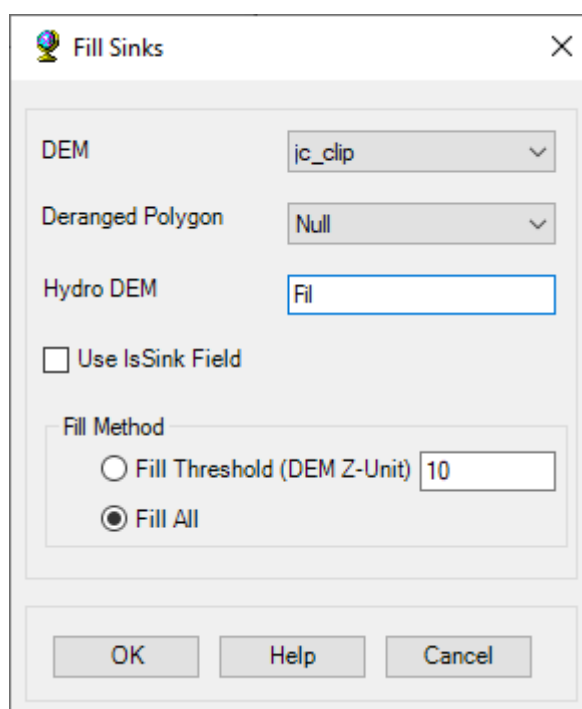 Fill Sinks
DEM jc_clip
Deranged Polygon Null
Hydro DEM Fil
Use IsSink Field
Fill Method
Fill Threshold (DEM Z-Unit) 10
Fill All
OK Help Cancel